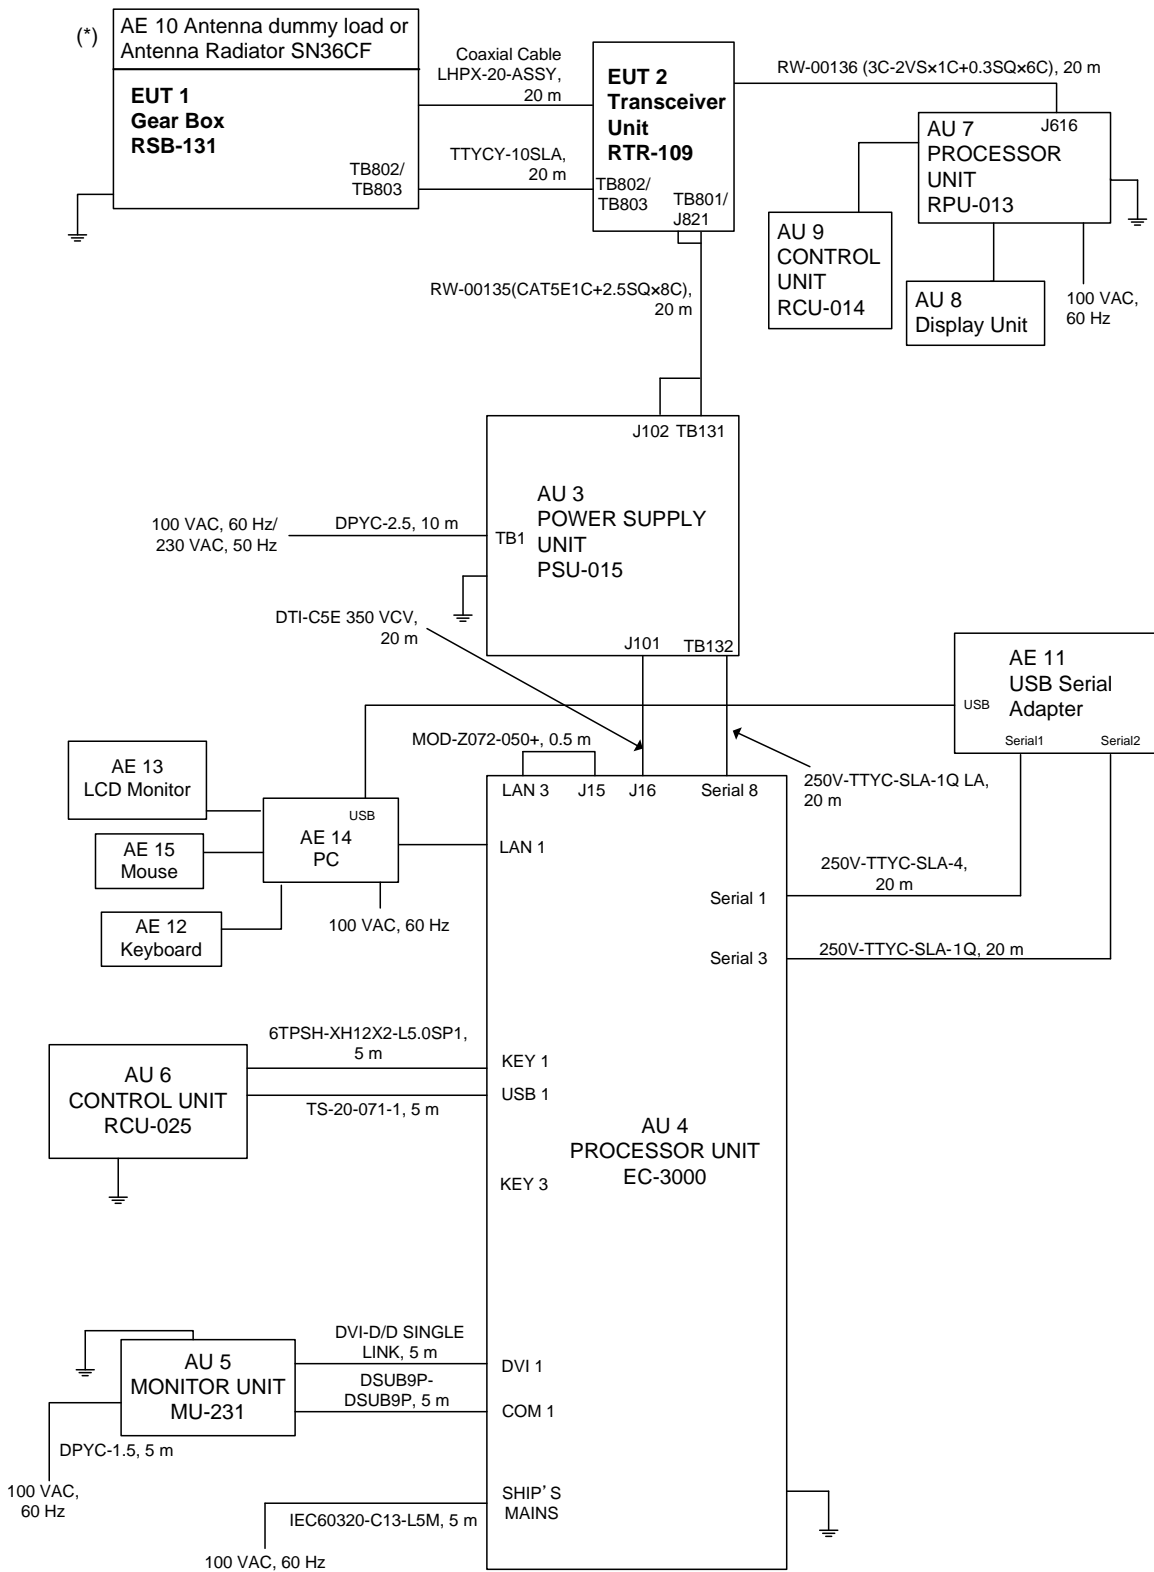 (*)
AE 10 Antenna dummy load or
Antenna Radiator SN36CF
EUT 1
Gear Box
RSB-131
TB802/
TB803
Coaxial Cable
LHPX-20-ASSY,
20 m
TTYCY-10SLA,
20 m
EUT 2
Transceiver
Unit
RTR-109
TB802/
TB803
TB801/
J821
RW-00136 (3C-2VS×1C+0.3SQ×6C), 20 m
J616
AU 7
PROCESSOR
UNIT
RPU-013
AU 9
CONTROL
UNIT
RCU-014
AU 8
Display Unit
100 VAC,
60 Hz
RW-00135(CAT5E1C+2.5SQ×8C),
20 m
J102 TB131
AU 3
POWER SUPPLY
UNIT
PSU-015
TB1
100 VAC, 60 Hz/
230 VAC, 50 Hz
DPYC-2.5, 10 m
J101
TB132
DTI-C5E 350 VCV,
20 m
AE 11
USB Serial
Adapter
USB
Serial1
Serial2
MOD-Z072-050+, 0.5 m
250V-TTYC-SLA-1Q LA,
20 m
LAN 3
J15
J16
Serial 8
AE 13
LCD Monitor
AE 15
Mouse
AE 12
Keyboard
USB
AE 14
PC
100 VAC, 60 Hz
LAN 1
Serial 1
250V-TTYC-SLA-4,
20 m
Serial 3
250V-TTYC-SLA-1Q, 20 m
6TPSH-XH12X2-L5.0SP1,
5 m
KEY 1
AU 6
CONTROL UNIT
RCU-025
TS-20-071-1, 5 m
USB 1
KEY 3
AU 4
PROCESSOR UNIT
EC-3000
DVI-D/D SINGLE
LINK, 5 m
DVI 1
AU 5
MONITOR UNIT
MU-231
DSUB9P-
DSUB9P, 5 m
COM 1
DPYC-1.5, 5 m
100 VAC,
60 Hz
SHIP'S
MAINS
IEC60320-C13-L5M, 5 m
100 VAC, 60 Hz